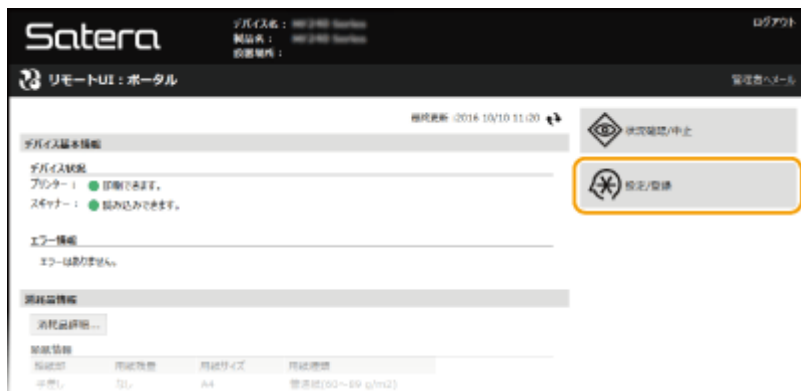 Satera
デバイス名 :
製品名 :
設置場所 :
ログアウト
リモートUI : ポータル
管理者へメール
最終更新 :2016 10/10 11:20
デバイス基本情報
デバイス状況
プリンター : 印刷できます。
スキャナー : 読み込みできます。
エラー情報
エラーはありません。
消耗品情報
消耗品詳細...
給紙情報
給紙部 用紙残量 用紙サイズ 用紙種類
手差し なし A4 普通紙(60～89 g/m2)
状況確認/中止
設定/登録